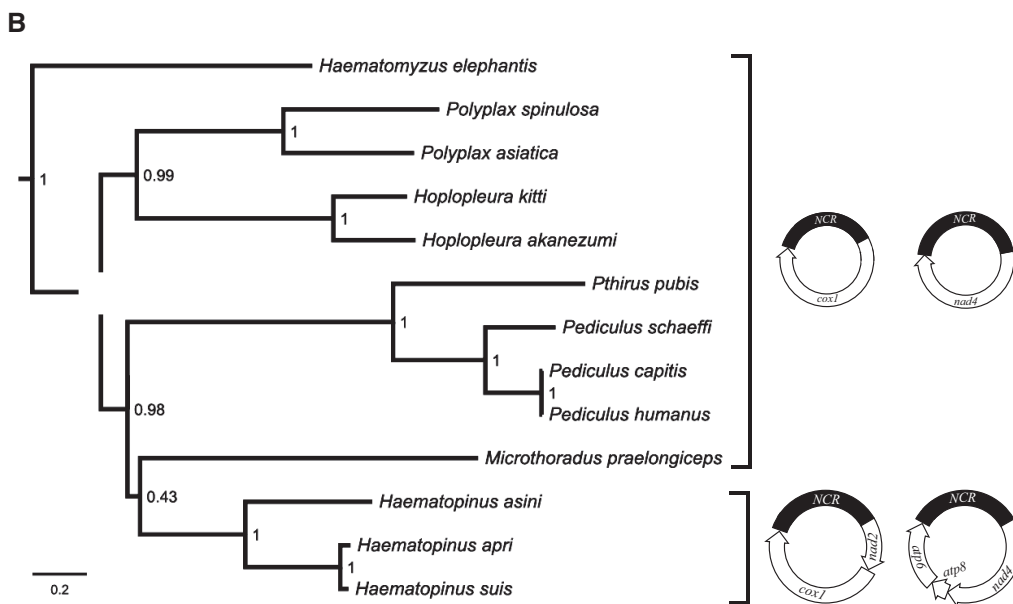 B
Haematomyzus elephantis
Polyplax spinulosa
1
Polyplax asiatica
1
0.99
Hoplopleura kitti
1
Hoplopleura akanezumi
NCR
cox1
NCR
nad4
Pthirus pubis
1
Pediculus schaeffi
1
Pediculus capitis
1
Pediculus humanus
0.98
Microthoradus praelongiceps
0.43
Haematopinus asini
1
Haematopinus apri
1
Haematopinus suis
NCR
nad2
cox1
NCR
atp6
atp8
nad4
0.2